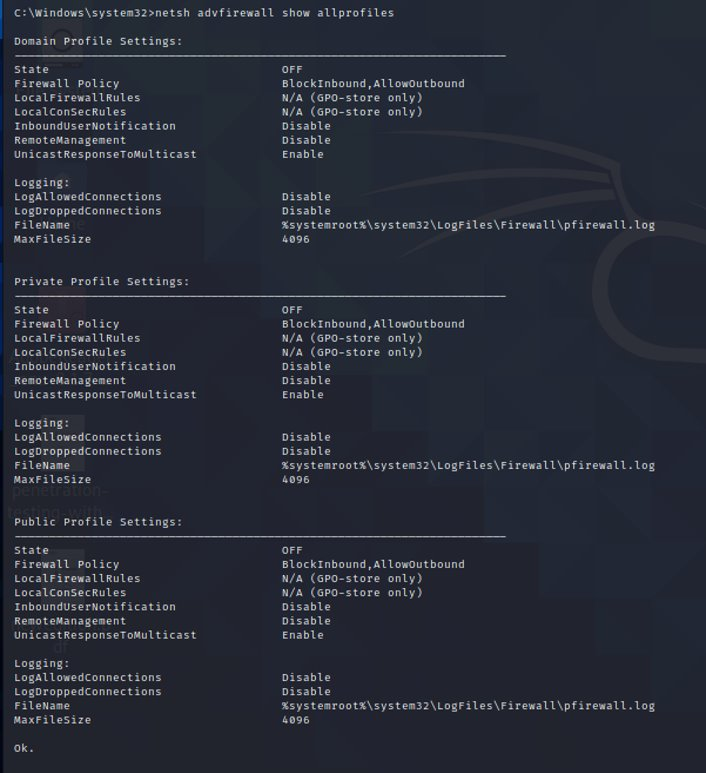 C:\Windows\system32>netsh advfirewall show allprofiles
Domain Profile Settings:
----------------------------------------------------------------------
State OFF
Firewall Policy BlockInbound,AllowOutbound
LocalFirewallRules N/A (GPO-store only)
LocalConSecRules N/A (GPO-store only)
InboundUserNotification Disable
RemoteManagement Disable
UnicastResponseToMulticast Enable
Logging:
LogAllowedConnections Disable
LogDroppedConnections Disable
FileName %systemroot%\system32\LogFiles\Firewall\pfirewall.log
MaxFileSize 4096
Private Profile Settings:
----------------------------------------------------------------------
State OFF
Firewall Policy BlockInbound,AllowOutbound
LocalFirewallRules N/A (GPO-store only)
LocalConSecRules N/A (GPO-store only)
InboundUserNotification Disable
RemoteManagement Disable
UnicastResponseToMulticast Enable
Logging:
LogAllowedConnections Disable
LogDroppedConnections Disable
FileName %systemroot%\system32\LogFiles\Firewall\pfirewall.log
MaxFileSize 4096
penetration-
testing-with...
Public Profile Settings:
----------------------------------------------------------------------
State OFF
Firewall Policy BlockInbound,AllowOutbound
LocalFirewallRules N/A (GPO-store only)
LocalConSecRules N/A (GPO-store only)
InboundUserNotification Disable
RemoteManagement Disable
UnicastResponseToMulticast Enable
Logging:
LogAllowedConnections Disable
LogDroppedConnections Disable
FileName %systemroot%\system32\LogFiles\Firewall\pfirewall.log
MaxFileSize 4096
Ok.